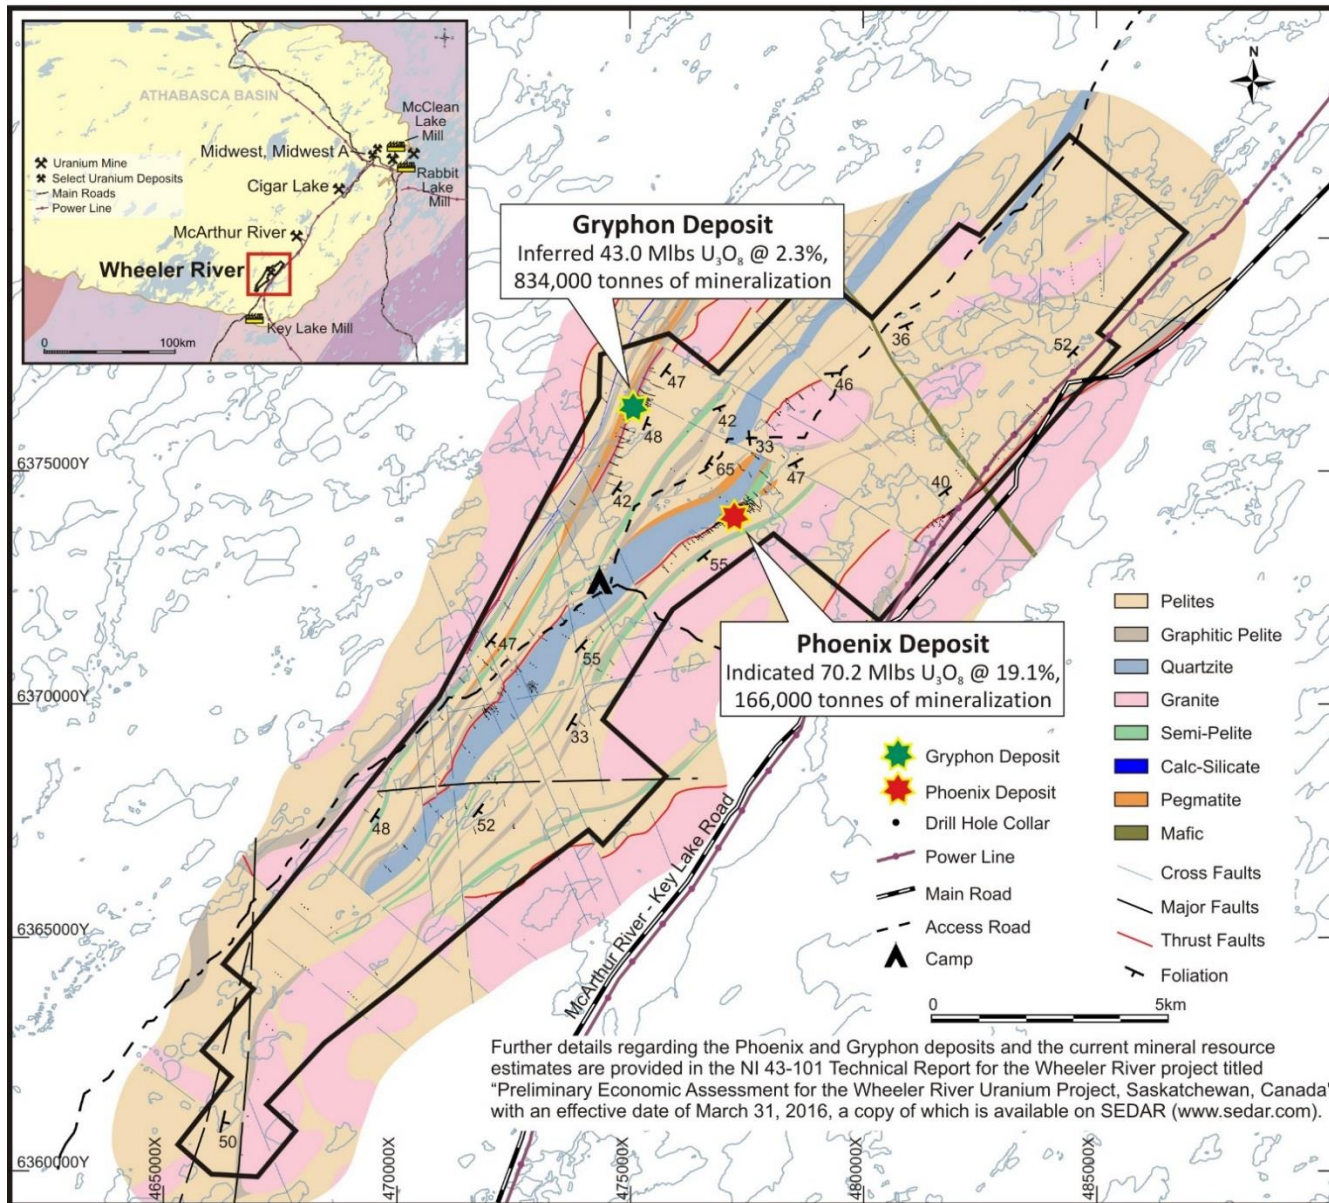 ATHABASCA BASIN
McClean
Lake
Mill
Midwest, Midwest A
Rabbit
Lake
Mill
Uranium Mine
Select Uranium Deposits
Main Roads
Power Line
Cigar Lake
McArthur River
Wheeler River
Key Lake Mill
0 100km
N
Gryphon Deposit
Inferred 43.0 Mlbs U₃O₈ @ 2.3%,
834,000 tonnes of mineralization
36
52
47
46
42
48
33
65
47
42
40
55
47
55
33
48
52
50
Phoenix Deposit
Indicated 70.2 Mlbs U₃O₈ @ 19.1%,
166,000 tonnes of mineralization
McArthur River - Key Lake Road
Gryphon Deposit
Phoenix Deposit
Drill Hole Collar
Power Line
Main Road
Access Road
Camp
Pelites
Graphitic Pelite
Quartzite
Granite
Semi-Pelite
Calc-Silicate
Pegmatite
Mafic
Cross Faults
Major Faults
Thrust Faults
Foliation
0 5km
Further details regarding the Phoenix and Gryphon deposits and the current mineral resource
estimates are provided in the NI 43-101 Technical Report for the Wheeler River project titled
"Preliminary Economic Assessment for the Wheeler River Uranium Project, Saskatchewan, Canada"
with an effective date of March 31, 2016, a copy of which is available on SEDAR (www.sedar.com).
6375000Y
6370000Y
6365000Y
6360000Y
465000X
470000X
475000X
480000X
485000X